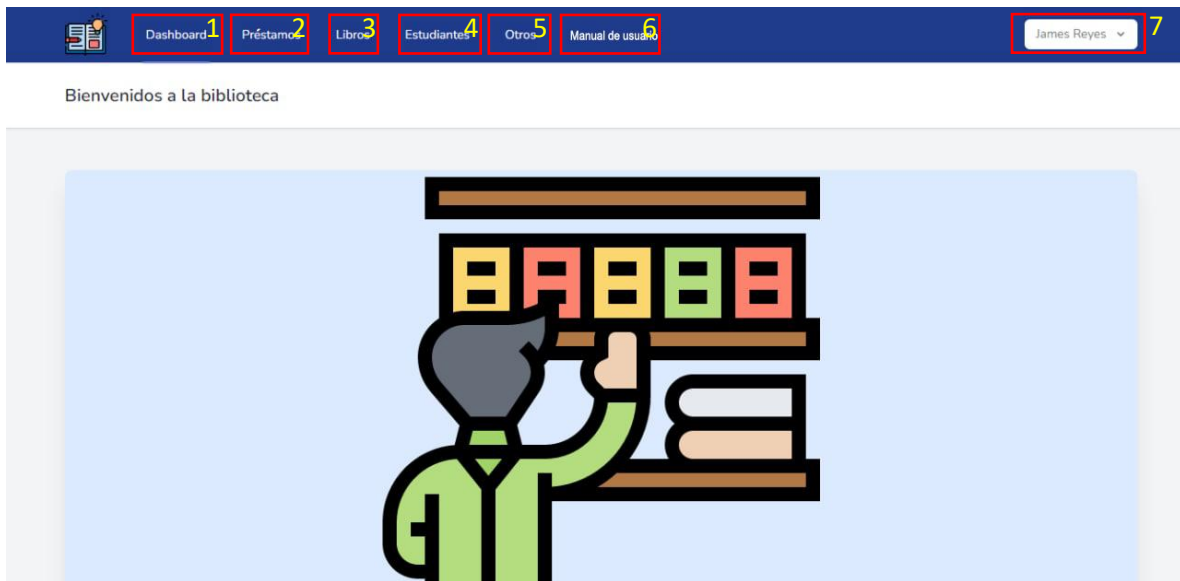 Dashboard 1 Préstamos 2 Libros 3 Estudiantes 4 Otros 5 Manual de usuario 6 James Reyes 7
Bienvenidos a la biblioteca